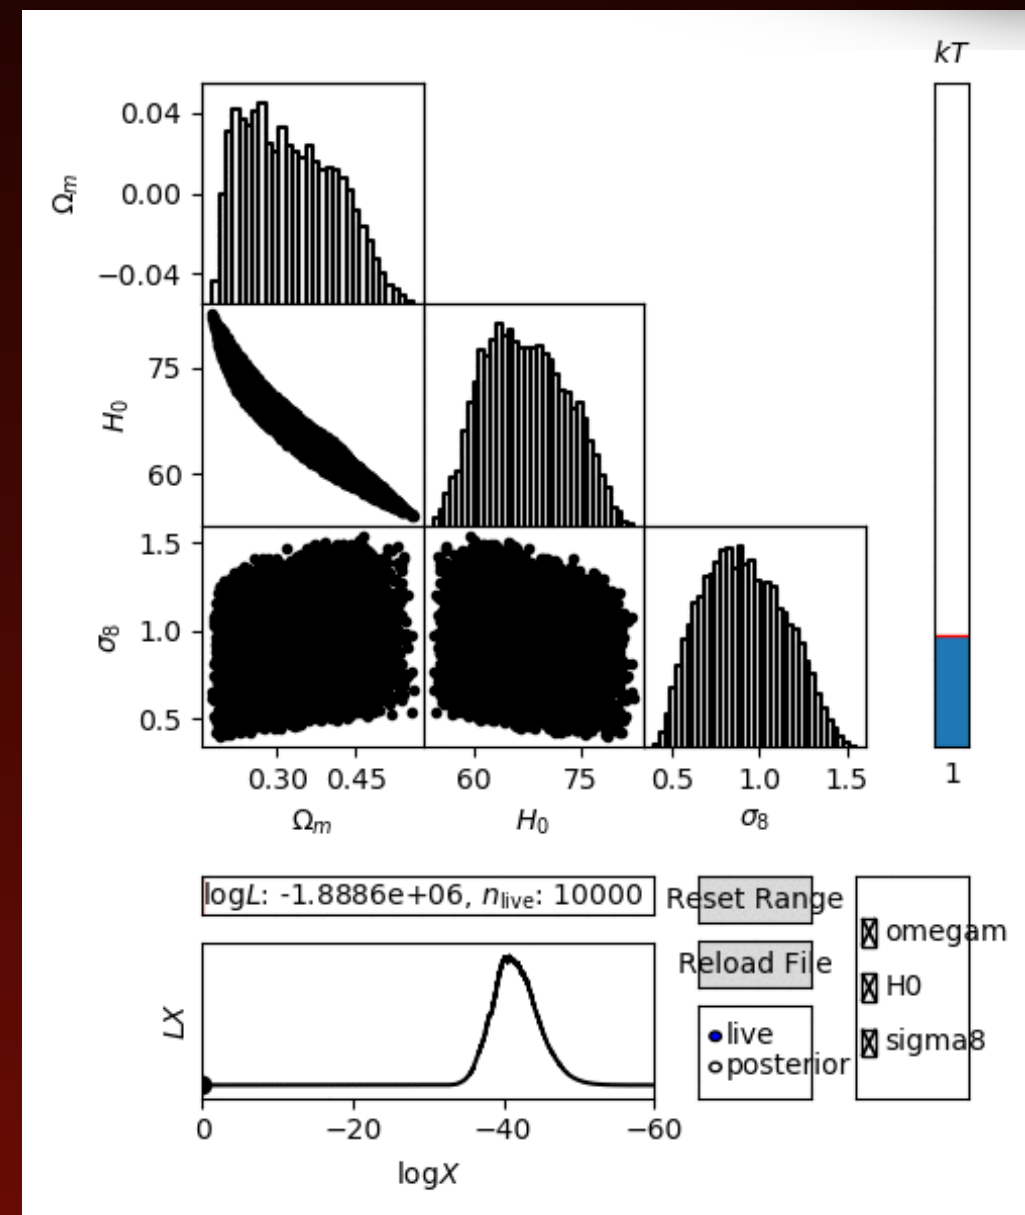 kT
0.04
0.00
−0.04
Ωm
75
60
H0
1.5
1.0
0.5
σ8
0.30 0.45
Ωm
60 75
H0
0.5 1.0 1.5
σ8
1
logL: -1.8886e+06, nlive: 10000
Reset Range
Reload File
live
posterior
omegam
H0
sigma8
LX
0 −20 −40 −60
logX